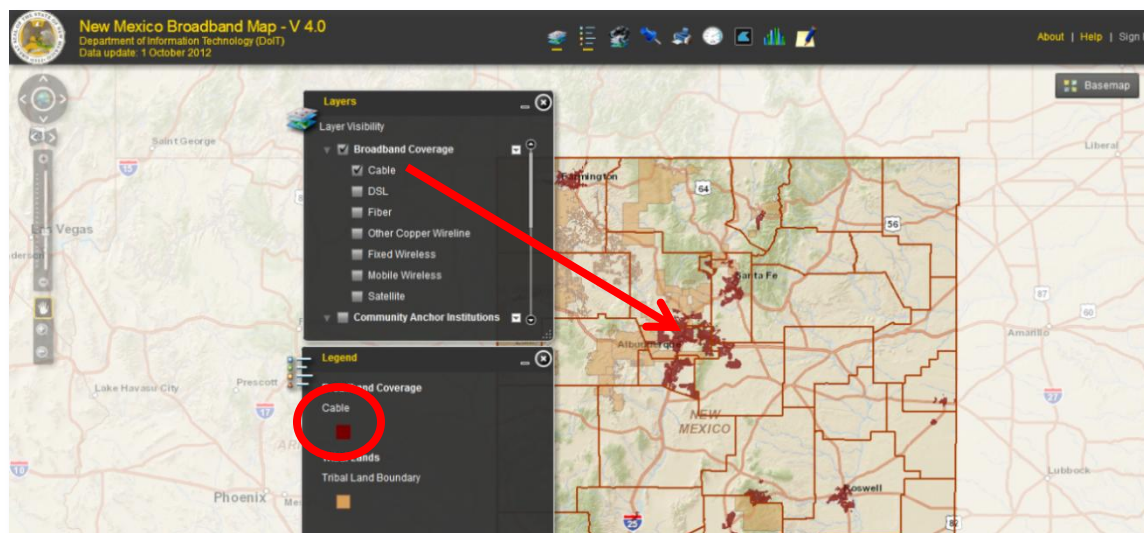 New Mexico Broadband Map - V 4.0
Department of Information Technology (DoIT)
Data update: 1 October 2012
About | Help | Sign
Basemap
Layers
Layer Visibility
Broadband Coverage
Cable
DSL
Fiber
Other Copper Wireline
Fixed Wireless
Mobile Wireless
Satellite
Community Anchor Institutions
Legend
Coverage
Cable
Tribal Land Boundary
Saint George
15
Vegas
Lake Havasu City
Prescott
17
10
Phoenix
Liberal
64
56
Santa Fe
87
60
Amarillo
Albuquerque
27
NEW
MEXICO
Lubbock
Roswell
25
82